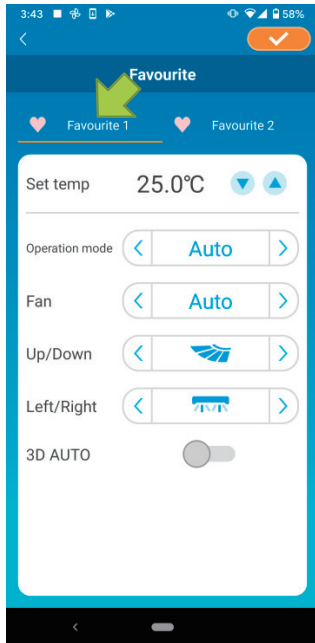 3:43 58%
Favourite
Favourite 1 Favourite 2
Set temp 25.0℃
Operation mode Auto
Fan Auto
Up/Down
Left/Right
3D AUTO